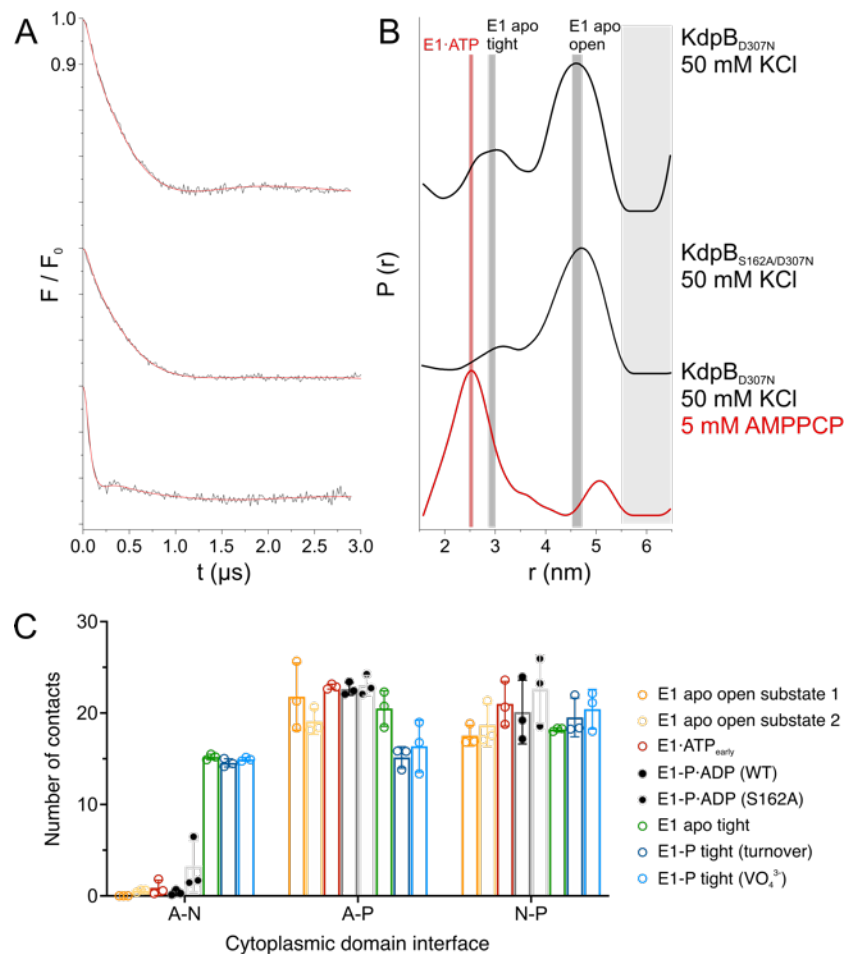 A
1.0
0.9
F / F₀
0.0
0.5
1.0
1.5
2.0
2.5
3.0
t (μs)
B
E1·ATP
E1 apo
tight
E1 apo
open
P (r)
2
3
4
5
6
r (nm)
KdpB_D307N
50 mM KCl
KdpB_S162A/D307N
50 mM KCl
KdpB_D307N
50 mM KCl
5 mM AMPPCP
C
Number of contacts
30
20
10
0
A-N
A-P
N-P
Cytoplasmic domain interface
E1 apo open substate 1
E1 apo open substate 2
E1·ATP_early
E1-P·ADP (WT)
E1-P·ADP (S162A)
E1 apo tight
E1-P tight (turnover)
E1-P tight (VO₄³⁻)